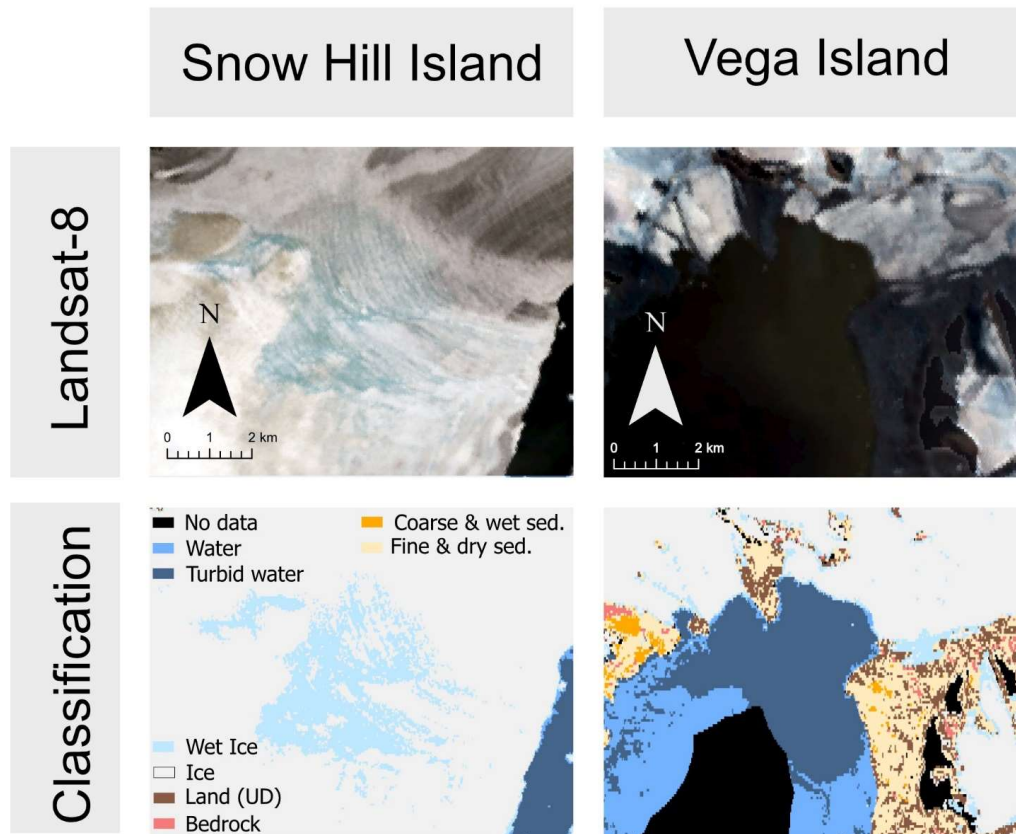 Snow Hill Island
Vega Island
Landsat-8
N
0 1 2 km
N
0 1 2 km
Classification
No data
Water
Turbid water
Coarse & wet sed.
Fine & dry sed.
Wet Ice
Ice
Land (UD)
Bedrock